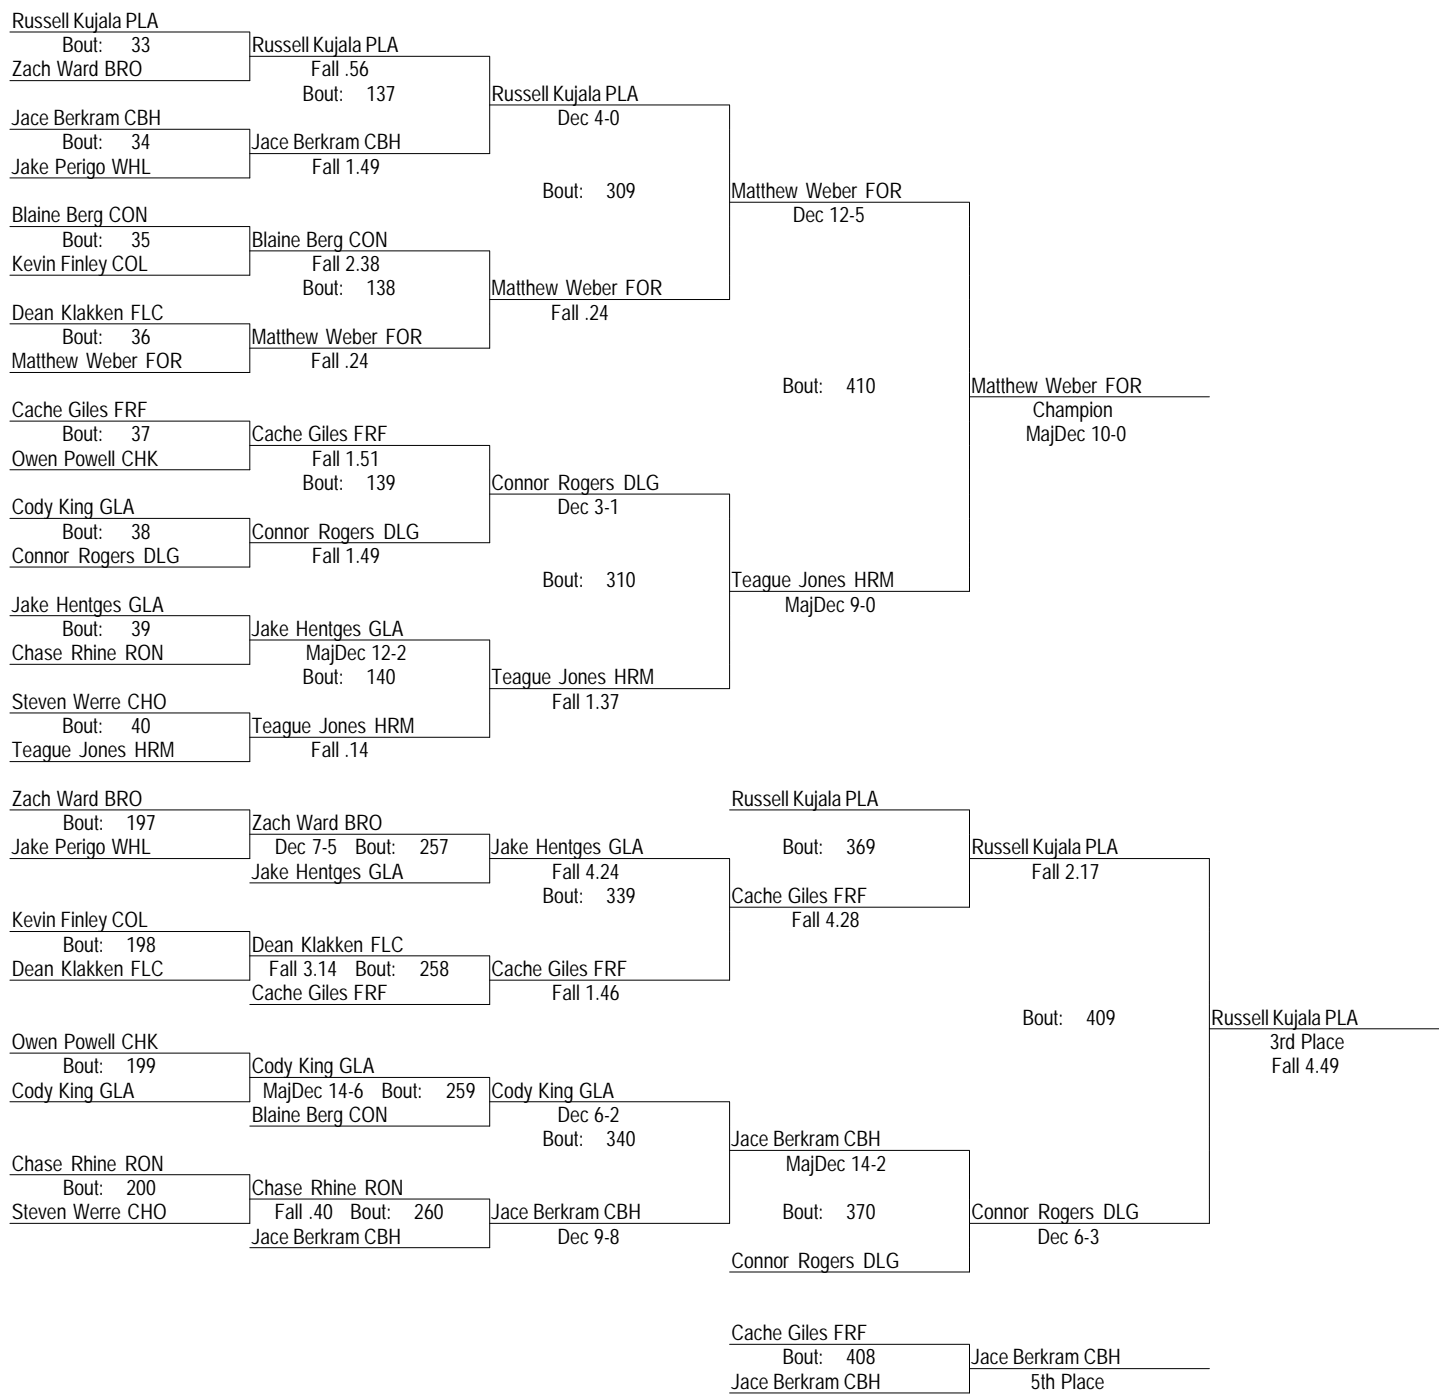 Russell Kujala PLA
Bout: 33
Russell Kujala PLA
Zach Ward BRO
Fall .56
Bout: 137
Russell Kujala PLA
Jace Berkram CBH
Dec 4-0
Bout: 34
Jace Berkram CBH
Jake Perigo WHL
Fall 1.49
Bout: 309
Matthew Weber FOR
Blaine Berg CON
Dec 12-5
Bout: 35
Blaine Berg CON
Kevin Finley COL
Fall 2.38
Bout: 138
Matthew Weber FOR
Dean Klakken FLC
Fall .24
Bout: 36
Matthew Weber FOR
Matthew Weber FOR
Fall .24
Bout: 410
Matthew Weber FOR
Cache Giles FRF
Champion
Bout: 37
Cache Giles FRF
MajDec 10-0
Owen Powell CHK
Fall 1.51
Bout: 139
Connor Rogers DLG
Cody King GLA
Dec 3-1
Bout: 38
Connor Rogers DLG
Connor Rogers DLG
Fall 1.49
Bout: 310
Teague Jones HRM
Jake Hentges GLA
MajDec 9-0
Bout: 39
Jake Hentges GLA
Chase Rhine RON
MajDec 12-2
Bout: 140
Teague Jones HRM
Steven Werre CHO
Fall 1.37
Bout: 40
Teague Jones HRM
Teague Jones HRM
Fall .14
Zach Ward BRO
Russell Kujala PLA
Bout: 197
Zach Ward BRO
Jake Perigo WHL
Dec 7-5 Bout: 257
Jake Hentges GLA
Bout: 369
Russell Kujala PLA
Jake Hentges GLA
Fall 4.24
Fall 2.17
Bout: 339
Cache Giles FRF
Kevin Finley COL
Fall 4.28
Bout: 198
Dean Klakken FLC
Dean Klakken FLC
Fall 3.14 Bout: 258
Cache Giles FRF
Cache Giles FRF
Fall 1.46
Bout: 409
Russell Kujala PLA
Owen Powell CHK
3rd Place
Bout: 199
Cody King GLA
Fall 4.49
Cody King GLA
MajDec 14-6 Bout: 259
Cody King GLA
Blaine Berg CON
Dec 6-2
Bout: 340
Jace Berkram CBH
Chase Rhine RON
MajDec 14-2
Bout: 200
Chase Rhine RON
Steven Werre CHO
Fall .40 Bout: 260
Jace Berkram CBH
Bout: 370
Connor Rogers DLG
Jace Berkram CBH
Dec 9-8
Dec 6-3
Connor Rogers DLG
Cache Giles FRF
Bout: 408
Jace Berkram CBH
Jace Berkram CBH
5th Place